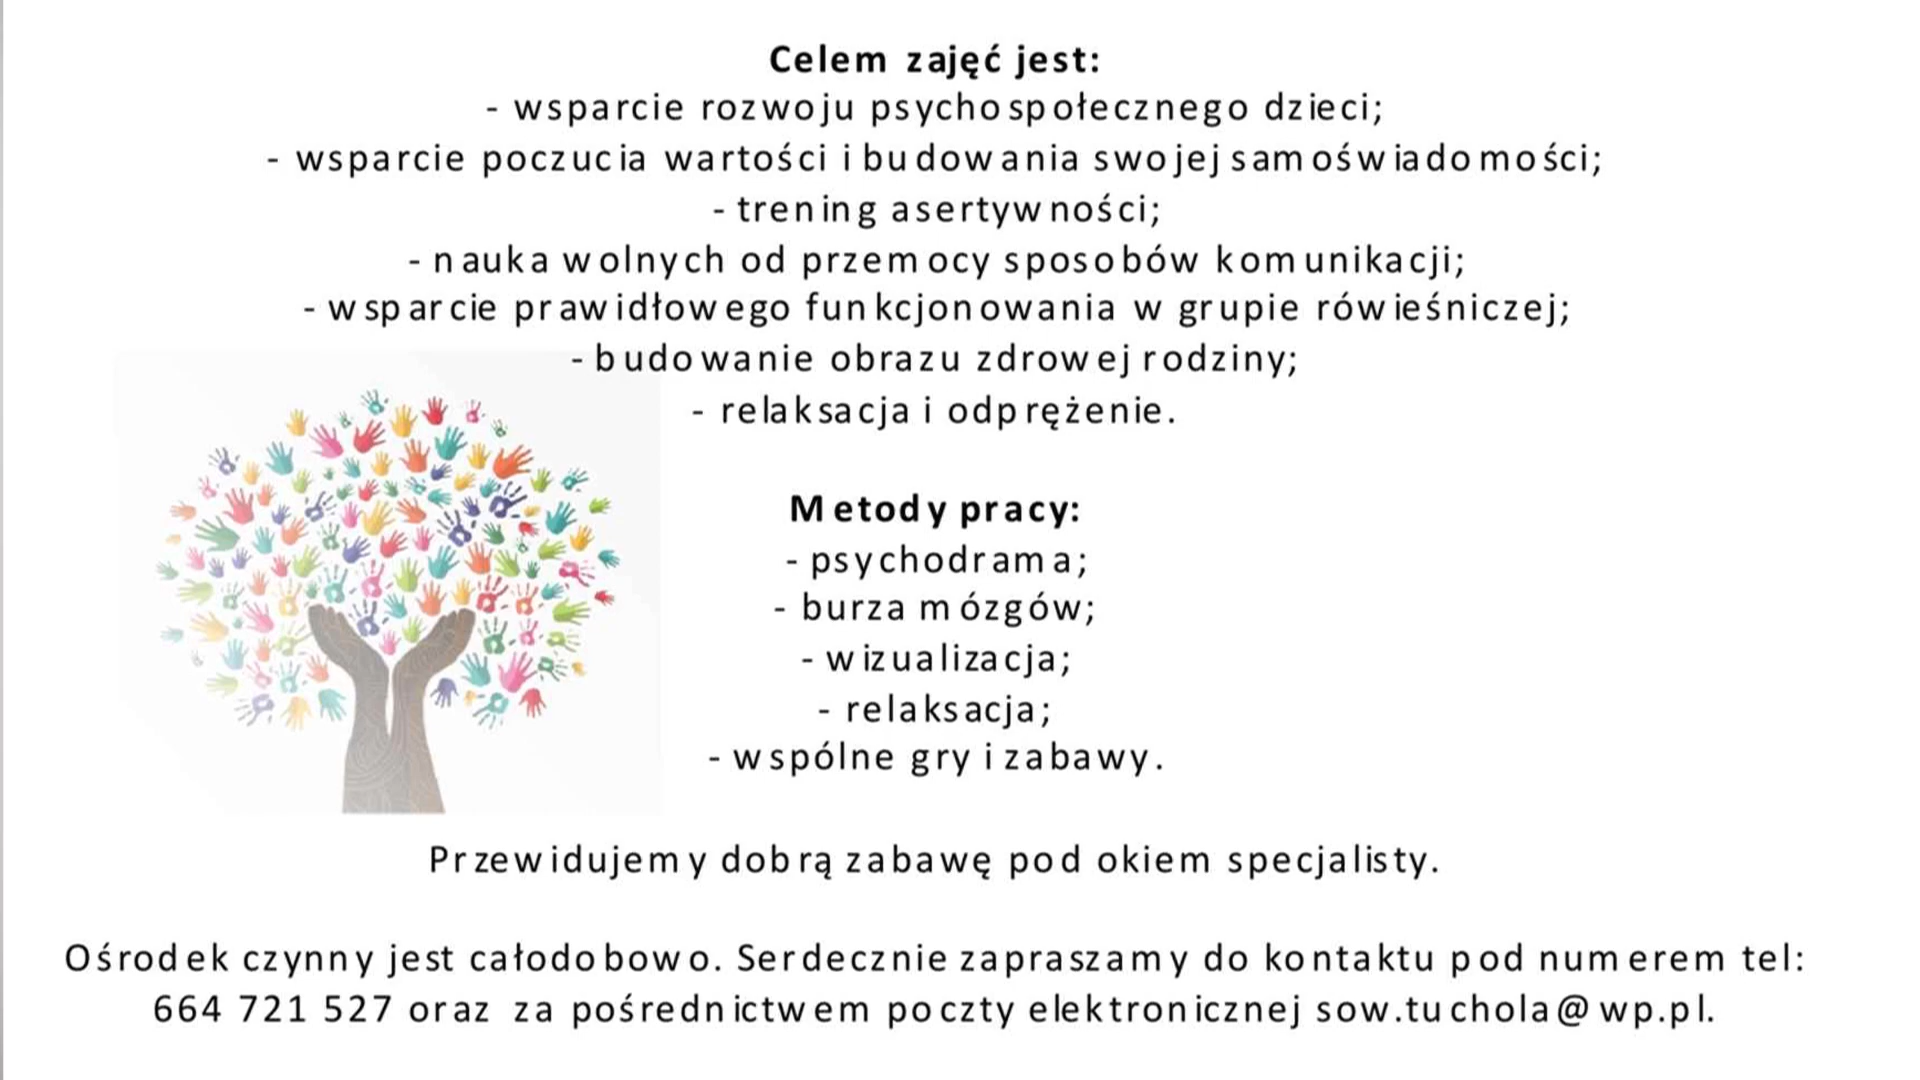 Celem zajęć jest:
- wsparcie rozwoju psychospołecznego dzieci;
- wsparcie poczucia wartości i budowania swojej samoświadomości;
- trening asertywności;
- nauka wolnych od przemocy sposobów komunikacji;
- wsparcie prawidłowego funkcjonowania w grupie rówieśniczej;
- budowanie obrazu zdrowej rodziny;
- relaksacja i odprężenie.
Metody pracy:
- psychodrama;
- burza mózgów;
- wizualizacja;
- relaksacja;
- wspólne gry i zabawy.
Przewidujemy dobrą zabawę pod okiem specjalisty.
Ośrodek czynny jest całodobowo. Serdecznie zapraszamy do kontaktu pod numerem tel:
664 721 527 oraz za pośrednictwem poczty elektronicznej sow.tuchola@wp.pl.